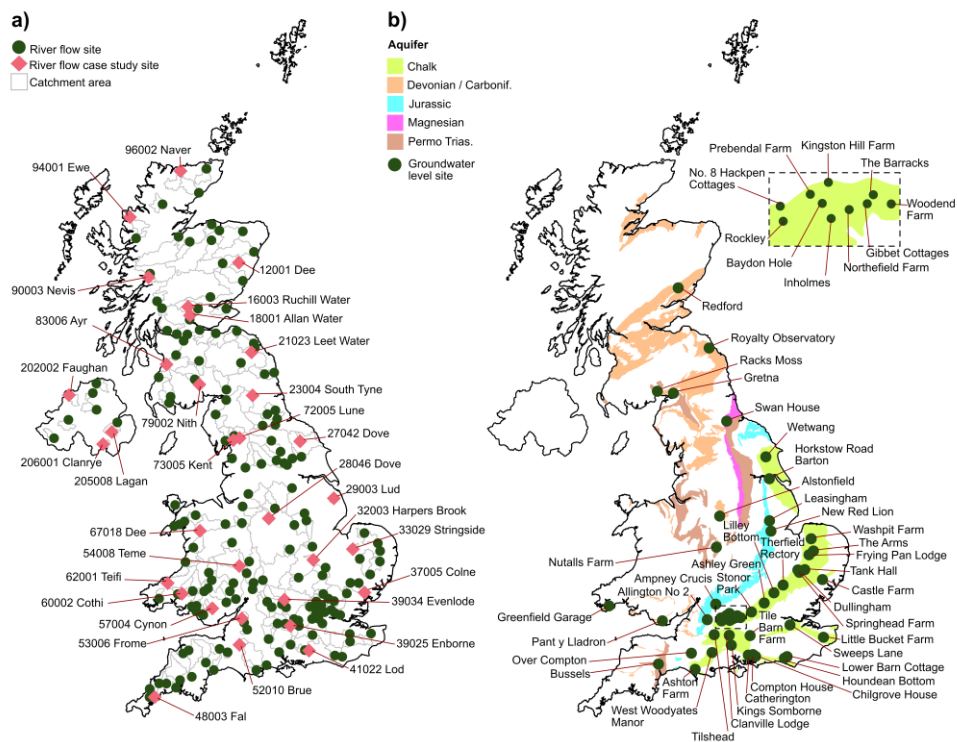 a)
River flow site
River flow case study site
Catchment area
96002 Naver
94001 Ewe
12001 Dee
90003 Nevis
16003 Ruchill Water
18001 Allan Water
83006 Ayr
21023 Leet Water
202002 Faughan
23004 South Tyne
79002 Nith
72005 Lune
27042 Dove
73005 Kent
206001 Clanrye
205008 Lagan
28046 Dove
29003 Lud
32003 Harpers Brook
33029 Stringside
67018 Dee
54008 Teme
62001 Teifi
37005 Colne
60002 Cothi
39034 Evenlode
57004 Cynon
53006 Frome
39025 Enborne
41022 Lod
52010 Brue
48003 Fal
b)
Aquifer
Chalk
Devonian / Carbonif.
Jurassic
Magnesian
Permo Trias.
Groundwater
level site
Kingston Hill Farm
Prebendal Farm
The Barracks
No. 8 Hackpen
Cottages
Woodend
Farm
Rockley
Gibbet Cottages
Baydon Hole
Northefield Farm
Inholmes
Redford
Royalty Observatory
Racks Moss
Gretna
Swan House
Wetwang
Horkstow Road
Barton
Alstonfield
Leasingham
New Red Lion
Lilley
Bottom
Therfield
Rectory
Washpit Farm
The Arms
Frying Pan Lodge
Nutalls Farm
Ashley Green
Tank Hall
Ampney Crucis
Stonor
Park
Castle Farm
Allington No 2
Dullingham
Greenfield Garage
Springhead Farm
Tile
Barn
Farm
Pant y Lladron
Little Bucket Farm
Sweeps Lane
Over Compton
Bussels
Lower Barn Cottage
Houndean Bottom
Ashton
Farm
Compton House
Chilgrove House
Catherington
West Woodyates
Manor
Kings Somborne
Clanville Lodge
Tilshead